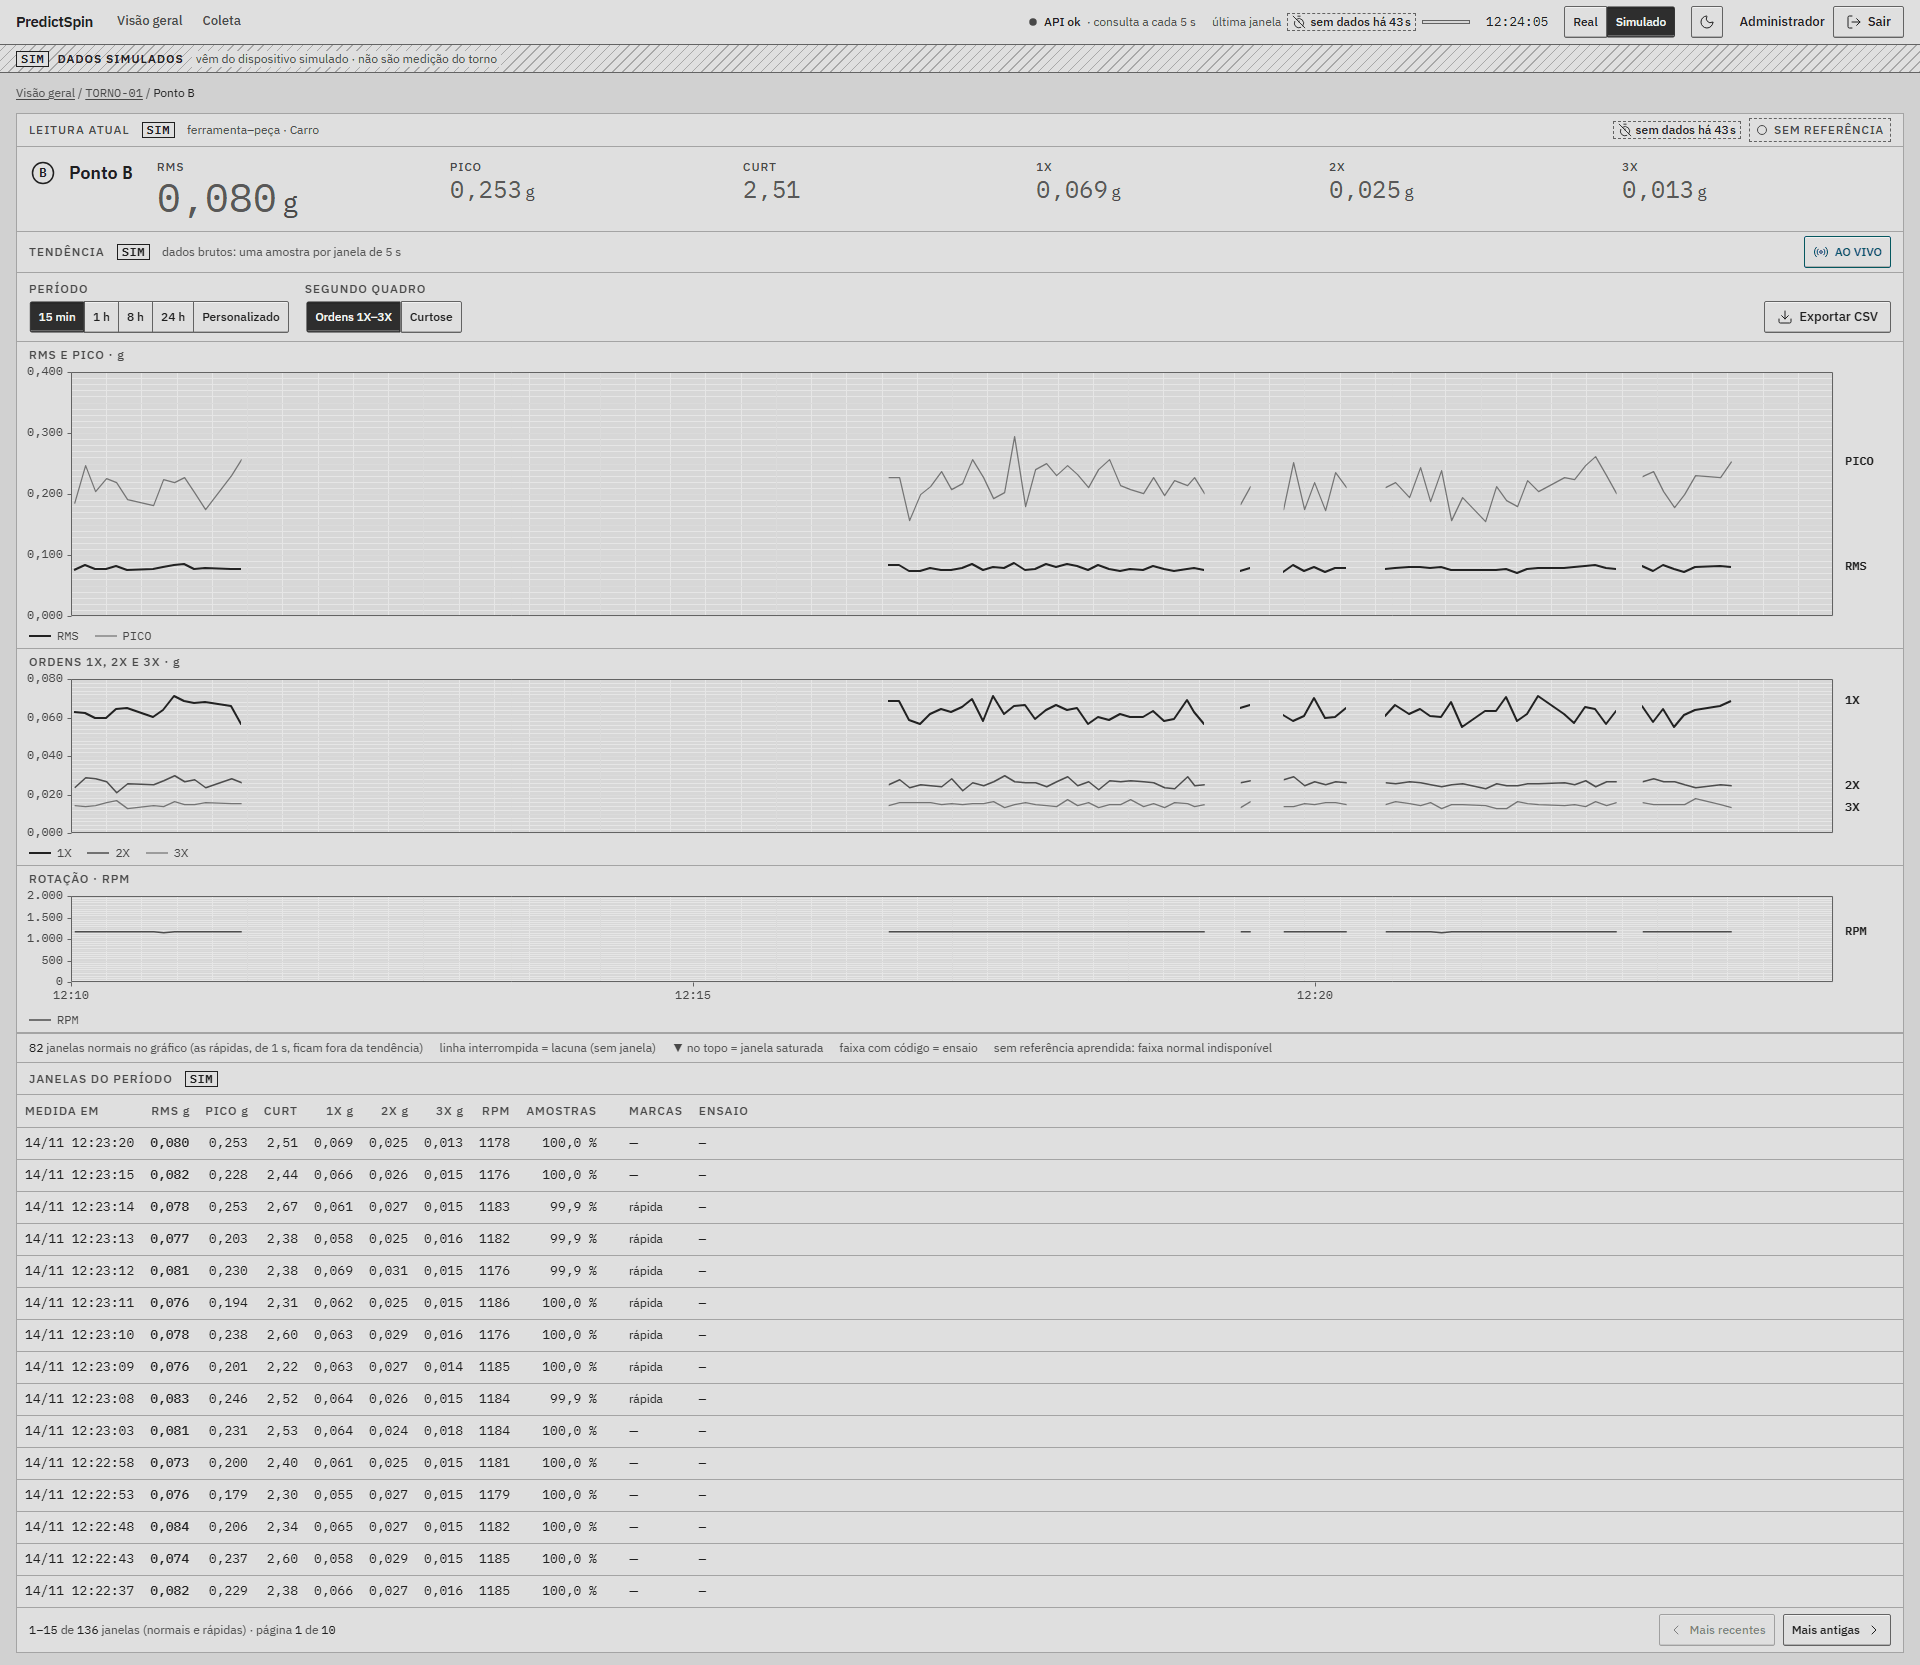 PredictSpin Visão geral Coleta API ok · consulta a cada 5 s última janela sem dados há 43 s 12:24:05 Real Simulado Administrador Sair
SIM DADOS SIMULADOS vêm do dispositivo simulado · não são medição do torno
Visão geral / TORNO-01 / Ponto B
LEITURA ATUAL SIM ferramenta–peça · Carro sem dados há 43 s SEM REFERÊNCIA
B Ponto B
RMS PICO CURT 1X 2X 3X
0,080 g 0,253 g 2,51 0,069 g 0,025 g 0,013 g
TENDÊNCIA SIM dados brutos: uma amostra por janela de 5 s AO VIVO
PERÍODO SEGUNDO QUADRO
15 min 1 h 8 h 24 h Personalizado Ordens 1X–3X Curtose Exportar CSV
RMS E PICO · g
0,400
0,300
PICO
0,200
0,100
RMS
0,000
RMS PICO
ORDENS 1X, 2X E 3X · g
0,080
1X
0,060
0,040
2X
0,020
3X
0,000
1X 2X 3X
ROTAÇÃO · RPM
2.000
1.500
RPM
1.000
500
0
12:10 12:15 12:20
RPM
82 janelas normais no gráfico (as rápidas, de 1 s, ficam fora da tendência) linha interrompida = lacuna (sem janela) ▼ no topo = janela saturada faixa com código = ensaio sem referência aprendida: faixa normal indisponível
JANELAS DO PERÍODO SIM
MEDIDA EM RMS g PICO g CURT 1X g 2X g 3X g RPM AMOSTRAS MARCAS ENSAIO
14/11 12:23:20 0,080 0,253 2,51 0,069 0,025 0,013 1178 100,0 % — —
14/11 12:23:15 0,082 0,228 2,44 0,066 0,026 0,015 1176 100,0 % — —
14/11 12:23:14 0,078 0,253 2,67 0,061 0,027 0,015 1183 99,9 % rápida —
14/11 12:23:13 0,077 0,203 2,38 0,058 0,025 0,016 1182 99,9 % rápida —
14/11 12:23:12 0,081 0,230 2,38 0,069 0,031 0,015 1176 99,9 % rápida —
14/11 12:23:11 0,076 0,194 2,31 0,062 0,025 0,015 1186 100,0 % rápida —
14/11 12:23:10 0,078 0,238 2,60 0,063 0,029 0,016 1176 100,0 % rápida —
14/11 12:23:09 0,076 0,201 2,22 0,063 0,027 0,014 1185 100,0 % rápida —
14/11 12:23:08 0,083 0,246 2,52 0,064 0,026 0,015 1184 99,9 % rápida —
14/11 12:23:03 0,081 0,231 2,53 0,064 0,024 0,018 1184 100,0 % — —
14/11 12:22:58 0,073 0,200 2,40 0,061 0,025 0,015 1181 100,0 % — —
14/11 12:22:53 0,076 0,179 2,30 0,055 0,027 0,015 1179 100,0 % — —
14/11 12:22:48 0,084 0,206 2,34 0,065 0,027 0,015 1182 100,0 % — —
14/11 12:22:43 0,074 0,237 2,60 0,058 0,029 0,015 1185 100,0 % — —
14/11 12:22:37 0,082 0,229 2,38 0,066 0,027 0,016 1185 100,0 % — —
1–15 de 136 janelas (normais e rápidas) · página 1 de 10 Mais recentes Mais antigas